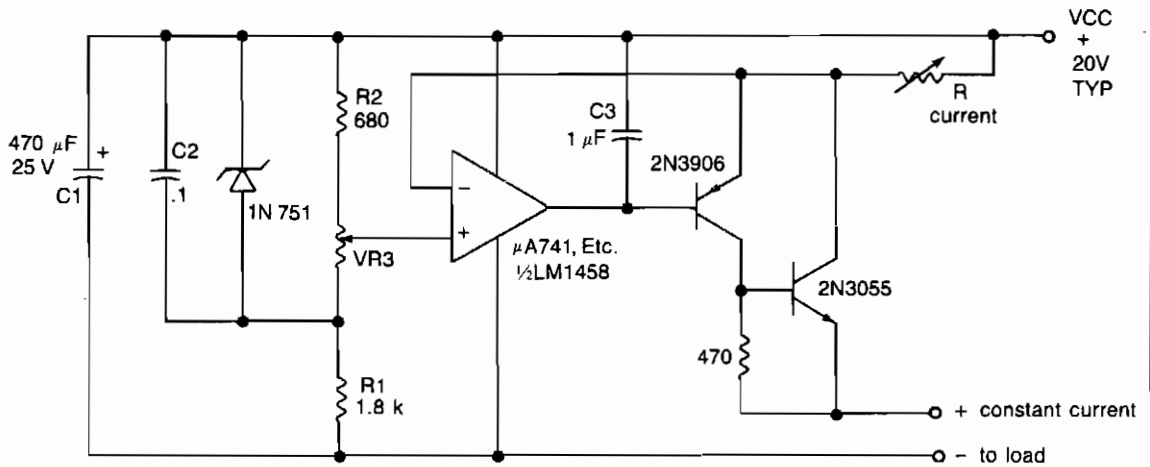 VCC
+
20V
TYP
R
current
R2
680
C3
1 μF
470 μF
25 V
+
C1
C2
.1
1N 751
2N3906
−
+
μA741, Etc.
½LM1458
VR3
2N3055
470
R1
1.8 k
+ constant current
− to load